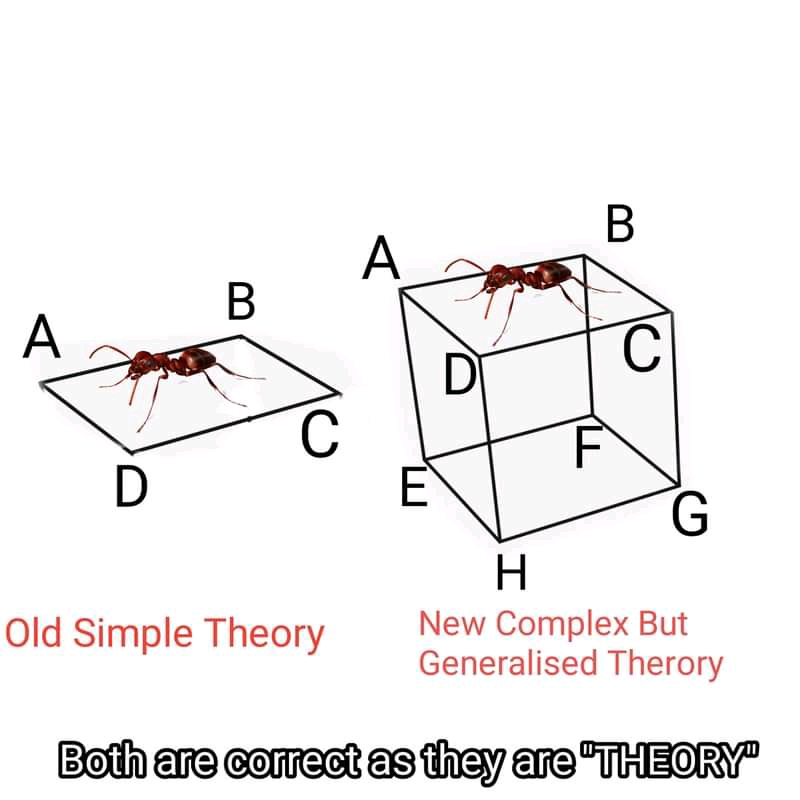 A
B
C
D
A
B
C
D
E
F
G
H
Old Simple Theory
New Complex But
Generalised Therory
Both are correct as they are "THEORY"